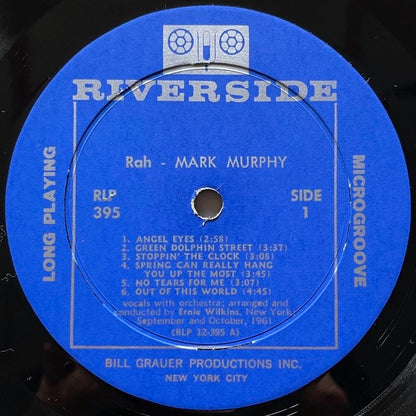 RIVERSIDE
Rah - MARK MURPHY
LONG PLAYING
MICROGROOVE
RLP
395
SIDE
1
1. ANGEL EYES (2:58)
2. GREEN DOLPHIN STREET (3:37)
3. STOPPIN' THE CLOCK (3:08)
4. SPRING CAN REALLY HANG
YOU UP THE MOST (3:45)
5. NO TEARS FOR ME (3:07)
6. OUT OF THIS WORLD (4:45)
vocals with orchestra; arranged and
conducted by Ernie Wilkins, New York
September and October, 1961
(RLP 12-395 A)
BILL GRAUER PRODUCTIONS INC.
NEW YORK CITY